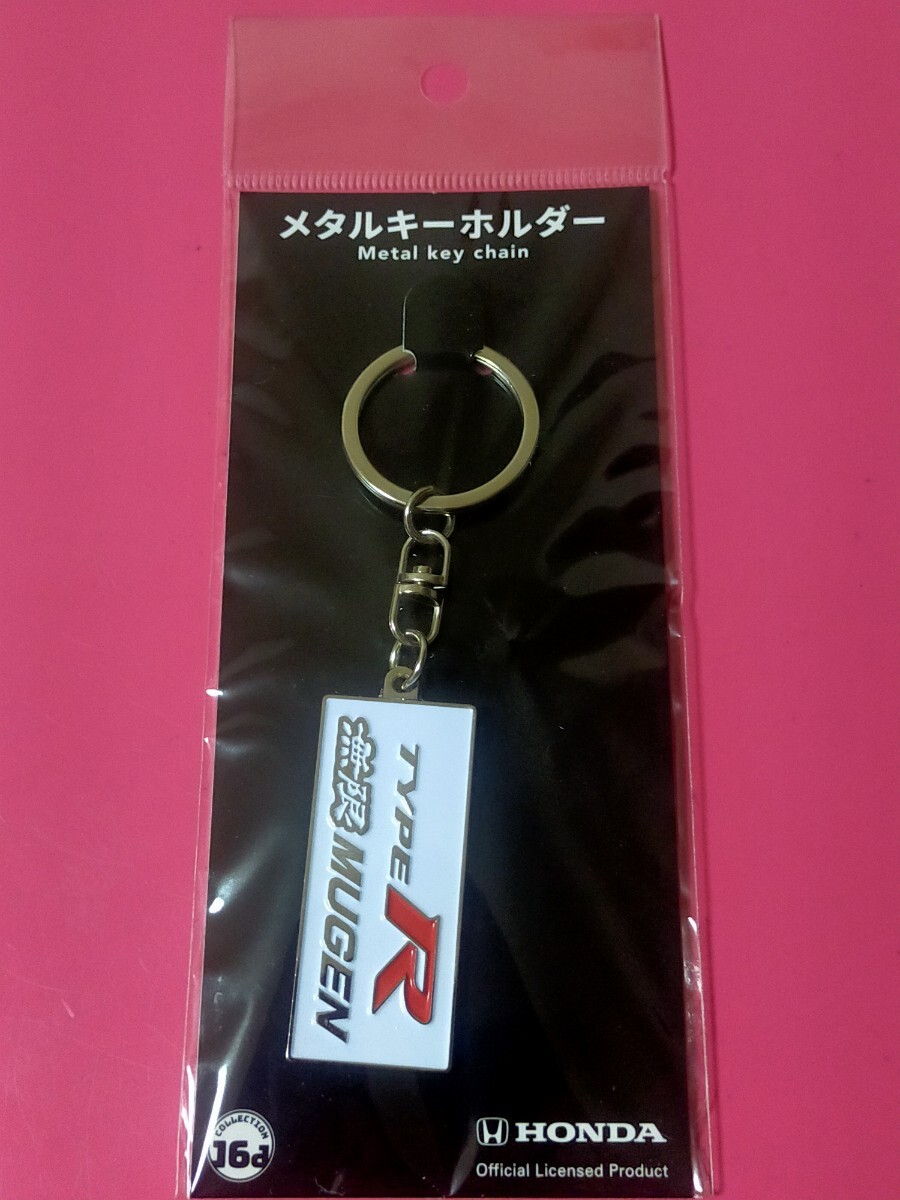 メタルキーホルダー
Metal key chain
TYPE R
無限 MUGEN
COLLECTION
HONDA
Official Licensed Product